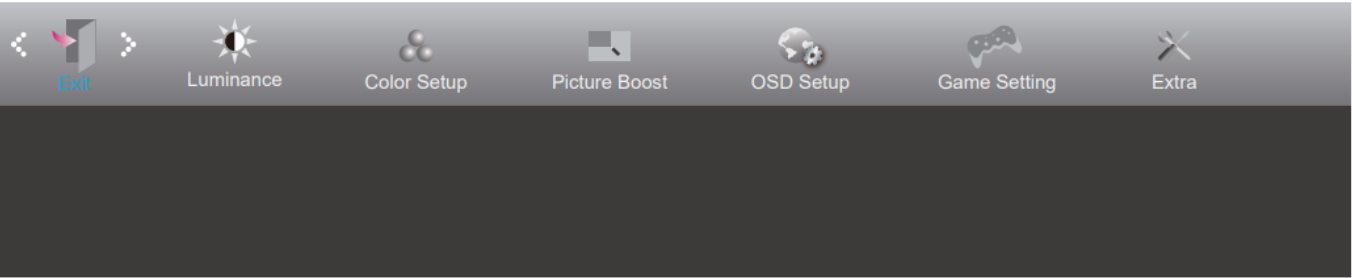 Exit
Luminance
Color Setup
Picture Boost
OSD Setup
Game Setting
Extra